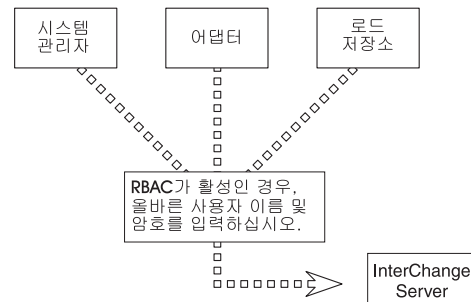 시스템
관리자
어댑터
로드
저장소
RBAC가 활성인 경우,
올바른 사용자 이름 및
암호를 입력하십시오.
InterChange
Server